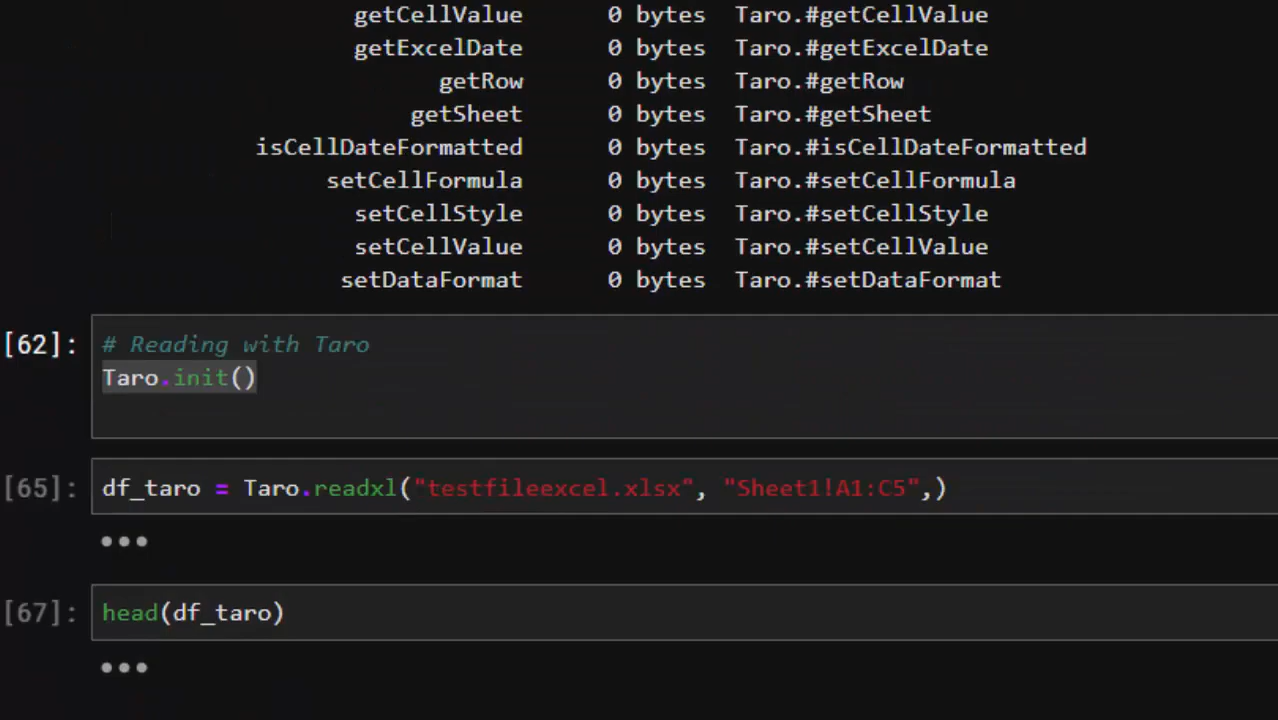 getCellValue 0 bytes Taro.#getCellValue
getExcelDate 0 bytes Taro.#getExcelDate
getRow 0 bytes Taro.#getRow
getSheet 0 bytes Taro.#getSheet
isCellDateFormatted 0 bytes Taro.#isCellDateFormatted
setCellFormula 0 bytes Taro.#setCellFormula
setCellStyle 0 bytes Taro.#setCellStyle
setCellValue 0 bytes Taro.#setCellValue
setDataFormat 0 bytes Taro.#setDataFormat
[62]: # Reading with Taro
Taro.init()
[65]: df_taro = Taro.readxl("testfileexcel.xlsx", "Sheet1!A1:C5",)
[67]: head(df_taro)